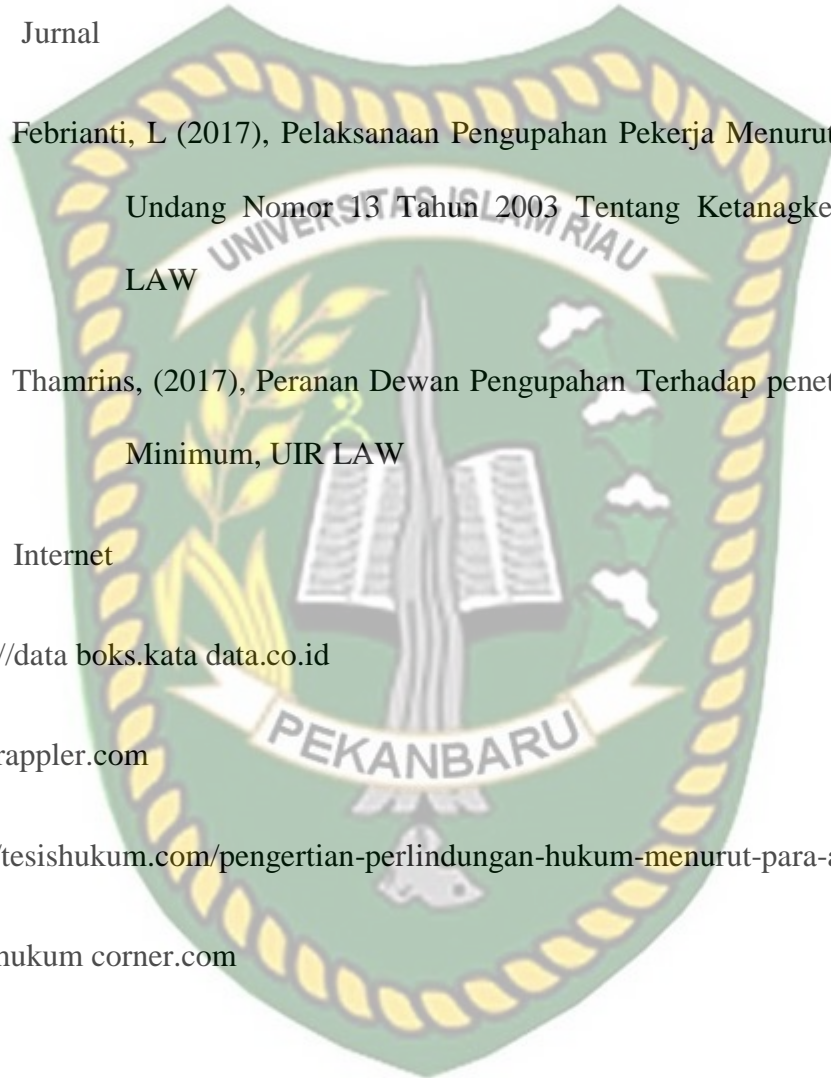 Jurnal
Febrianti, L (2017), Pelaksanaan Pengupahan Pekerja Menurut
Undang Nomor 13 Tahun 2003 Tentang Ketanagke
LAW
UNIVERSITAS ISLAM RIAU
Thamrins, (2017), Peranan Dewan Pengupahan Terhadap penet
Minimum, UIR LAW
Internet
//data boks.kata data.co.id
rappler.com
/tesishukum.com/pengertian-perlindungan-hukum-menurut-para-a
PEKANBARU
hukum corner.com